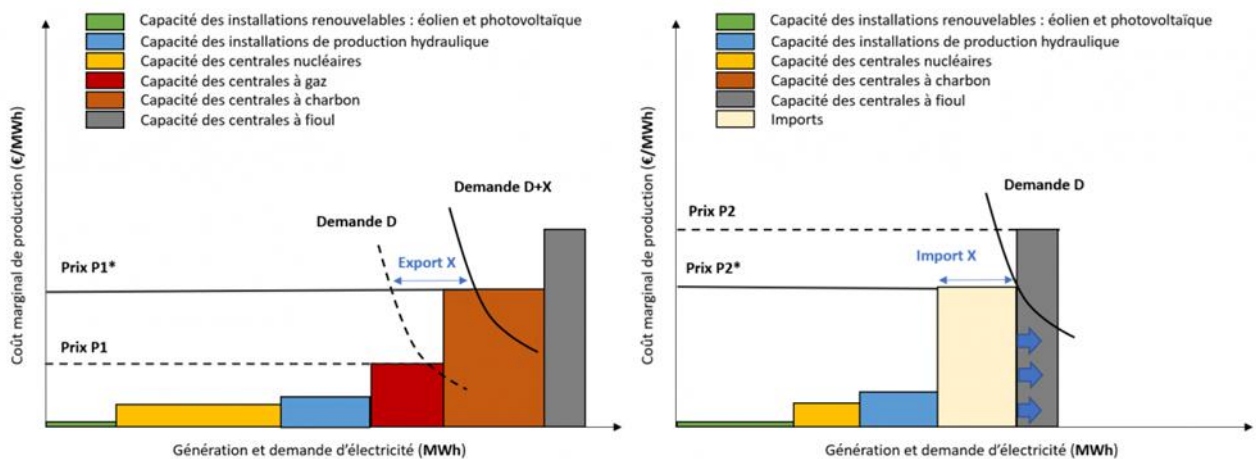 Capacité des installations renouvelables : éolien et photovoltaïque
Capacité des installations de production hydraulique
Capacité des centrales nucléaires
Capacité des centrales à gaz
Capacité des centrales à charbon
Capacité des centrales à fioul
Coût marginal de production (€/MWh)
Demande D+X
Demande D
Prix P1*
Export X
Prix P1
Génération et demande d'électricité (MWh)
Capacité des installations renouvelables : éolien et photovoltaïque
Capacité des installations de production hydraulique
Capacité des centrales nucléaires
Capacité des centrales à charbon
Capacité des centrales à fioul
Imports
Coût marginal de production (€/MWh)
Demande D
Prix P2
Import X
Prix P2*
Génération et demande d'électricité (MWh)